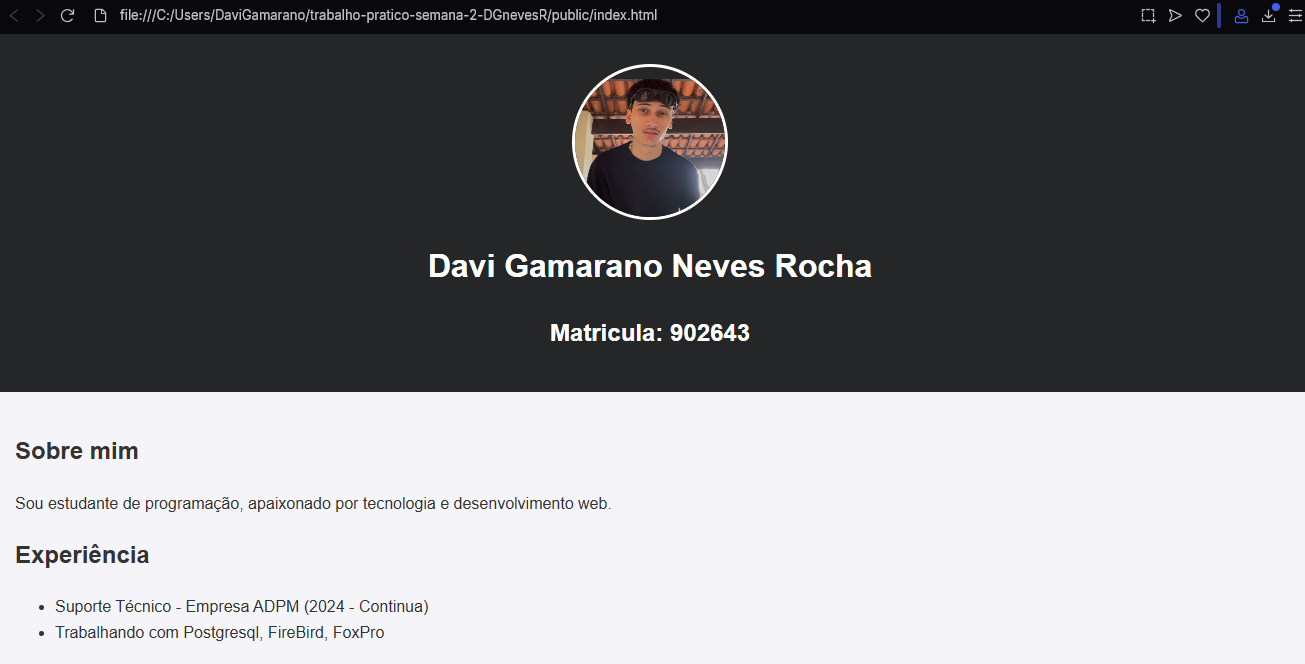 file:///C:/Users/DaviGamarano/trabalho-pratico-semana-2-DGnevesR/public/index.html
Davi Gamarano Neves Rocha
Matricula: 902643
Sobre mim
Sou estudante de programação, apaixonado por tecnologia e desenvolvimento web.
Experiência
Suporte Técnico - Empresa ADPM (2024 - Continua)
Trabalhando com Postgresql, FireBird, FoxPro